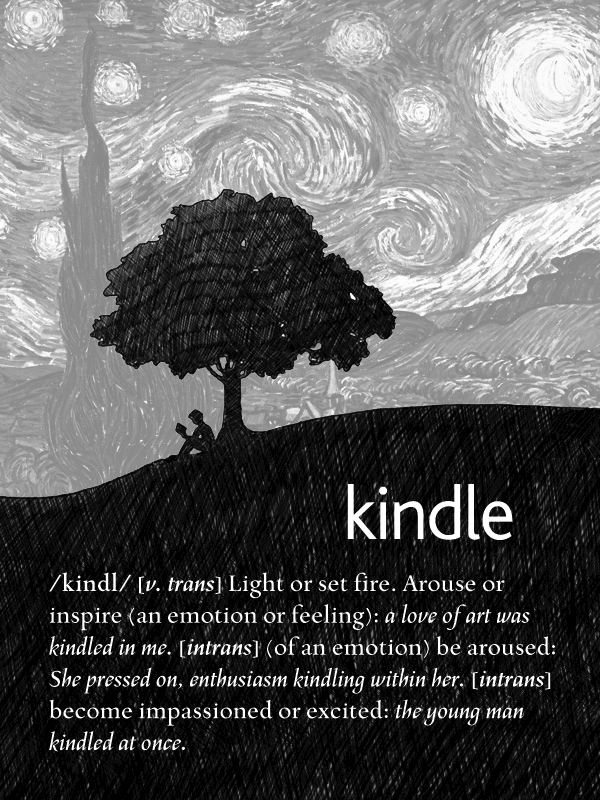 kindle
/kindl/ [v. trans] Light or set fire. Arouse or
inspire (an emotion or feeling): a love of art was
kindled in me. [intrans] (of an emotion) be aroused:
She pressed on, enthusiasm kindling within her. [intrans]
become impassioned or excited: the young man
kindled at once.